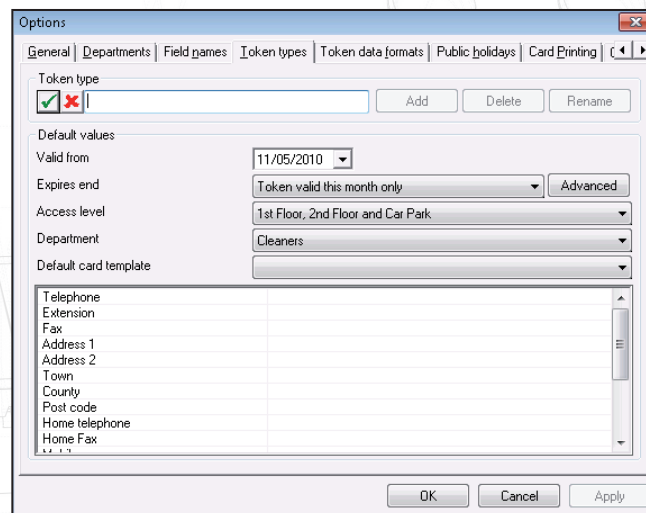 Options
General Departments Field names Token types Token data formats Public holidays Card Printing
Token type
Add Delete Rename
Default values
Valid from 11/05/2010
Expires end Token valid this month only Advanced
Access level 1st Floor, 2nd Floor and Car Park
Department Cleaners
Default card template
Telephone
Extension
Fax
Address 1
Address 2
Town
County
Post code
Home telephone
Home Fax
OK Cancel Apply